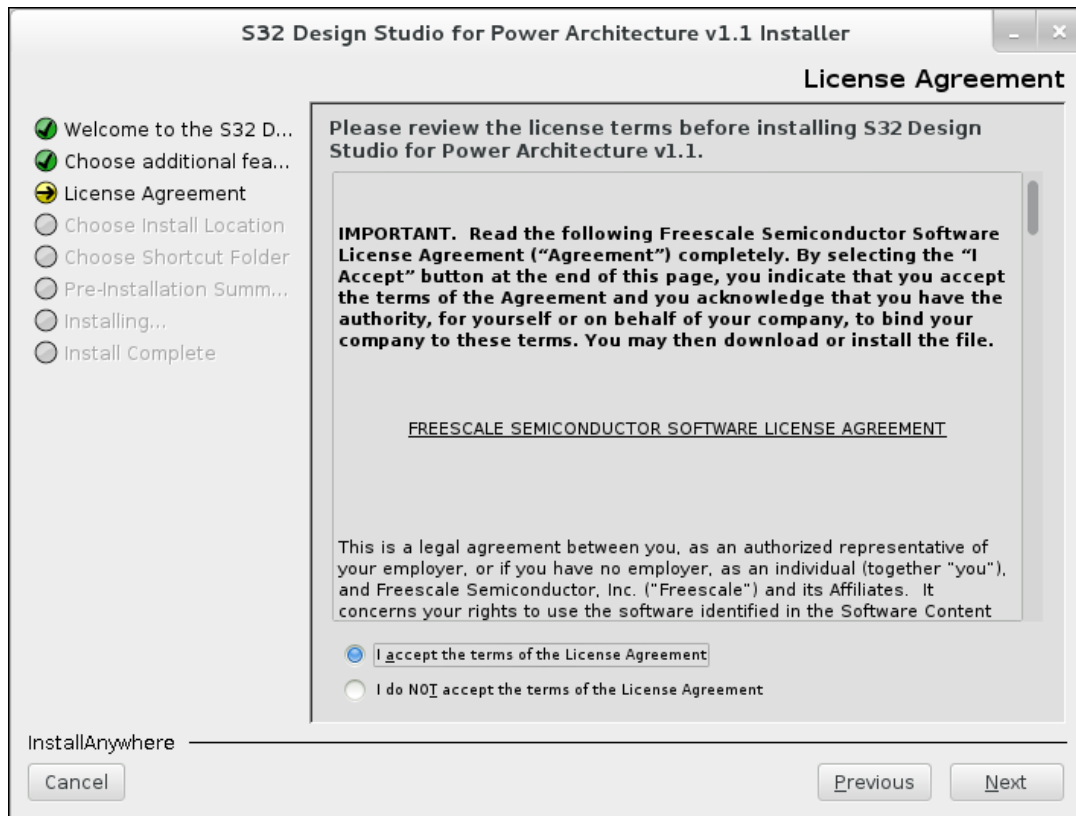 S32 Design Studio for Power Architecture v1.1 Installer
License Agreement
Welcome to the S32 D...
Choose additional fea...
License Agreement
Choose Install Location
Choose Shortcut Folder
Pre-Installation Summ...
Installing...
Install Complete
Please review the license terms before installing S32 Design
Studio for Power Architecture v1.1.
IMPORTANT.  Read the following Freescale Semiconductor Software
License Agreement (“Agreement”) completely. By selecting the “I
Accept” button at the end of this page, you indicate that you accept
the terms of the Agreement and you acknowledge that you have the
authority, for yourself or on behalf of your company, to bind your
company to these terms. You may then download or install the file.
FREESCALE SEMICONDUCTOR SOFTWARE LICENSE AGREEMENT
This is a legal agreement between you, as an authorized representative of
your employer, or if you have no employer, as an individual (together "you"),
and Freescale Semiconductor, Inc. ("Freescale") and its Affiliates.  It
concerns your rights to use the software identified in the Software Content
I accept the terms of the License Agreement
I do NOT accept the terms of the License Agreement
InstallAnywhere
Cancel
Previous
Next